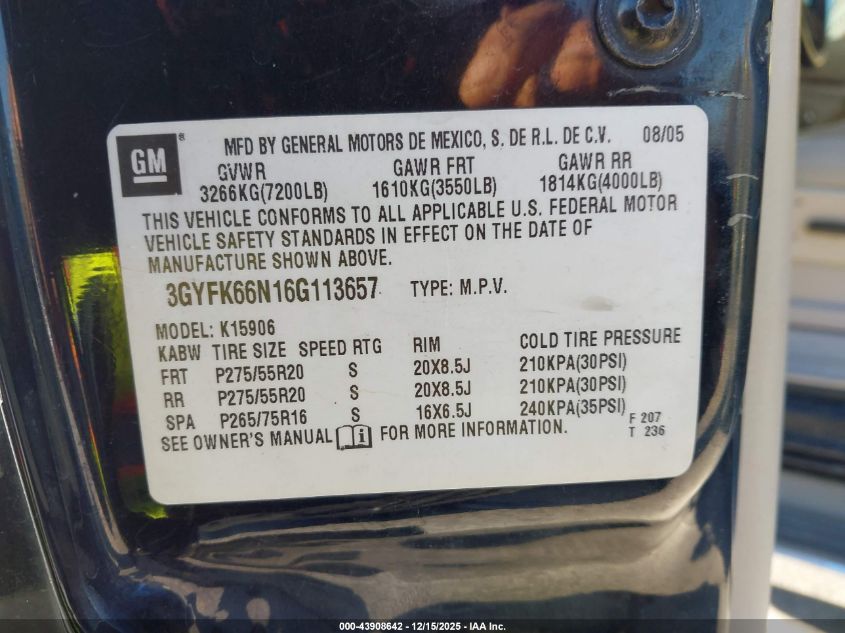 GM ® MFD BY GENERAL MOTORS DE MEXICO, S. DE R.L. DE C.V. 08/05
GVWR GAWR FRT GAWR RR
3266KG(7200LB) 1610KG(3550LB) 1814KG(4000LB)
THIS VEHICLE CONFORMS TO ALL APPLICABLE U.S. FEDERAL MOTOR
VEHICLE SAFETY STANDARDS IN EFFECT ON THE DATE OF
MANUFACTURE SHOWN ABOVE.
3GYFK66N16G113657 TYPE: M.P.V.
MODEL: K15906
KABW TIRE SIZE SPEED RTG RIM COLD TIRE PRESSURE
FRT P275/55R20 S 20X8.5J 210KPA(30PSI)
RR P275/55R20 S 20X8.5J 210KPA(30PSI)
SPA P265/75R16 S 16X6.5J 240KPA(35PSI)
F 207
SEE OWNER'S MANUAL i FOR MORE INFORMATION. T 236
000-43908642 - 12/15/2025 - IAA Inc.